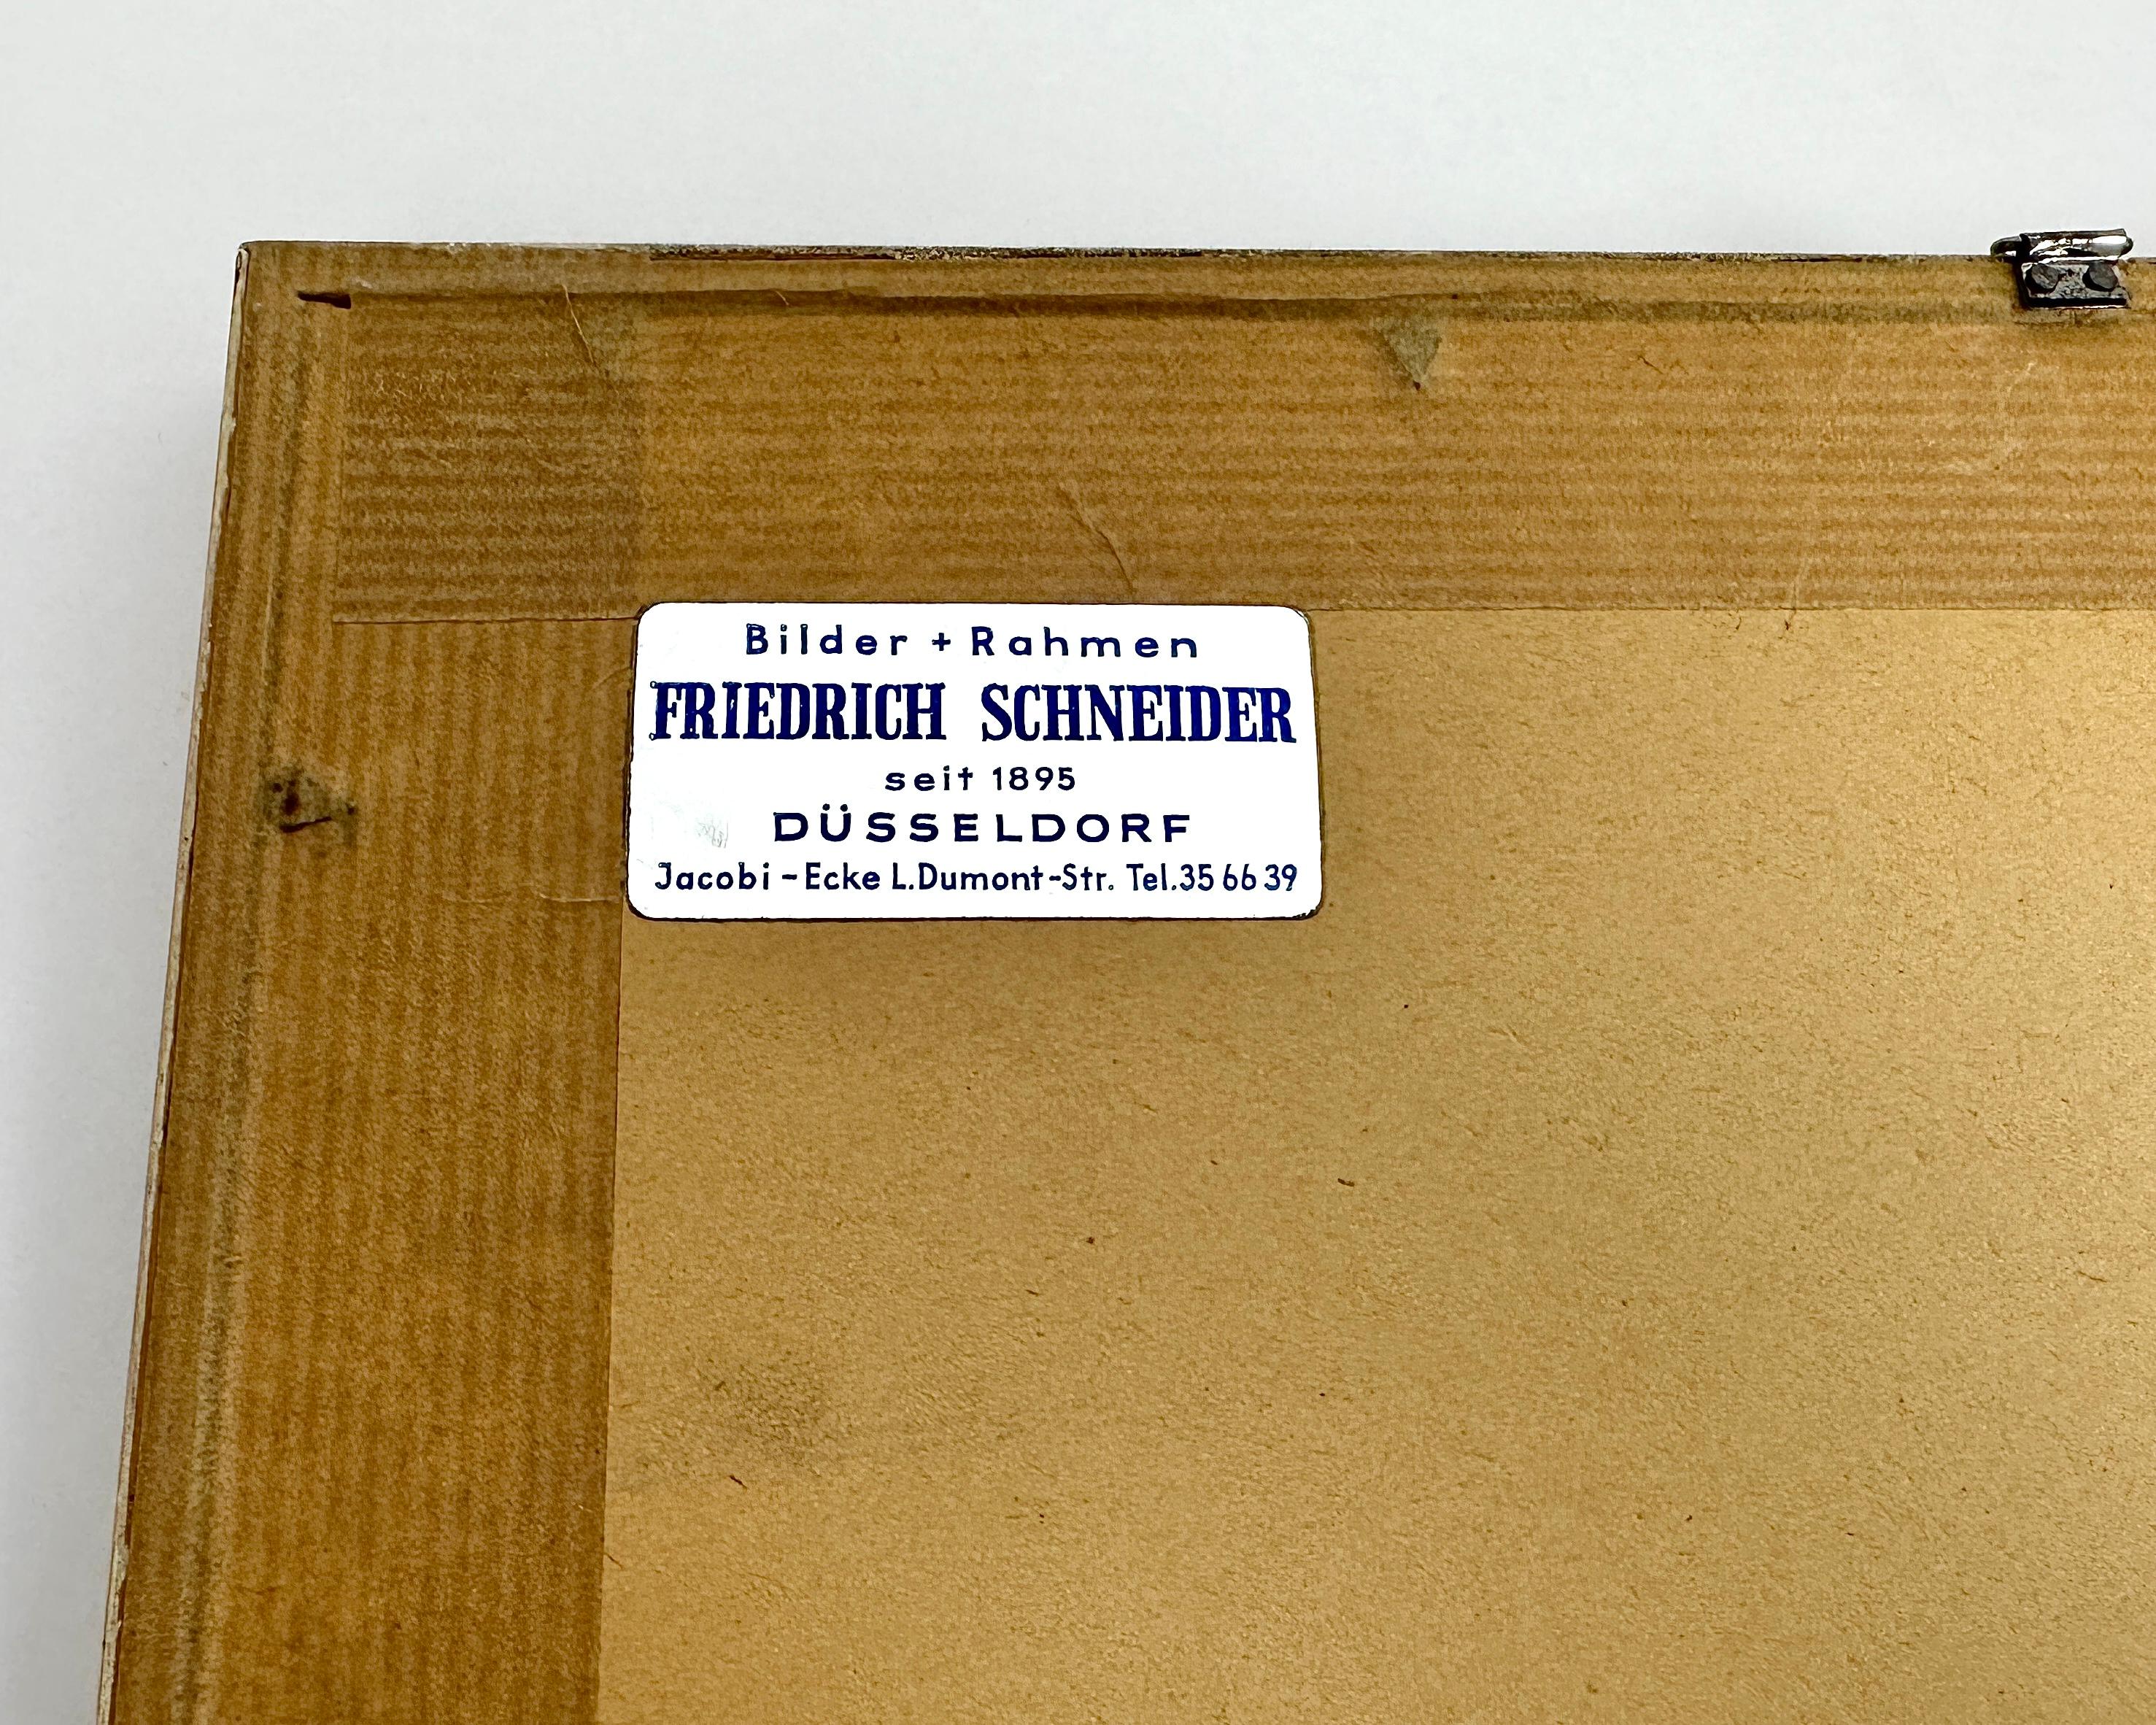 Bilder + Rahmen
FRIEDRICH SCHNEIDER
seit 1895
DÜSSELDORF
Jacobi-Ecke L.Dumont-Str. Tel.35 66 39